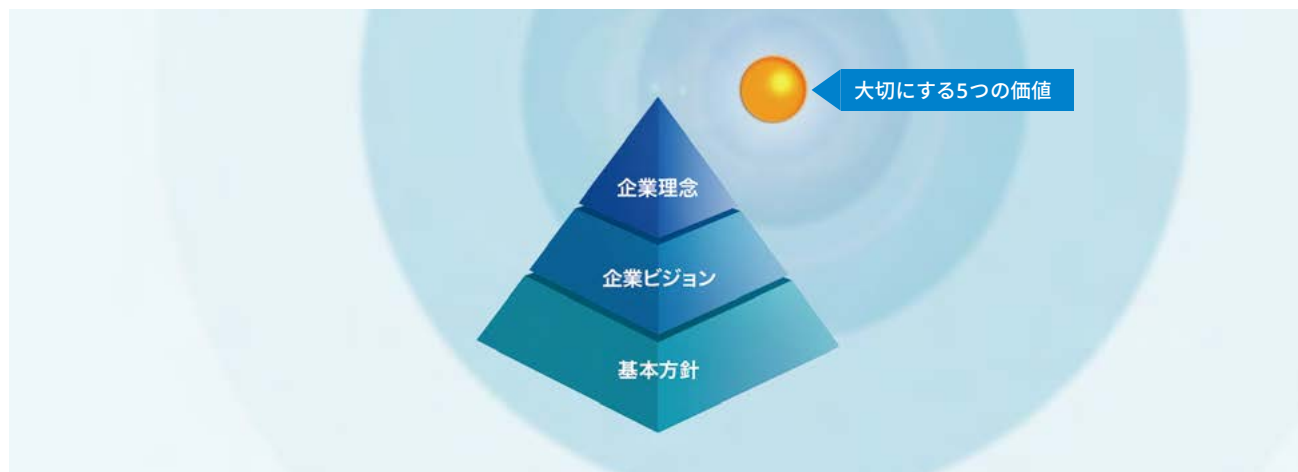 大切にする5つの価値
企業理念
企業ビジョン
基本方針